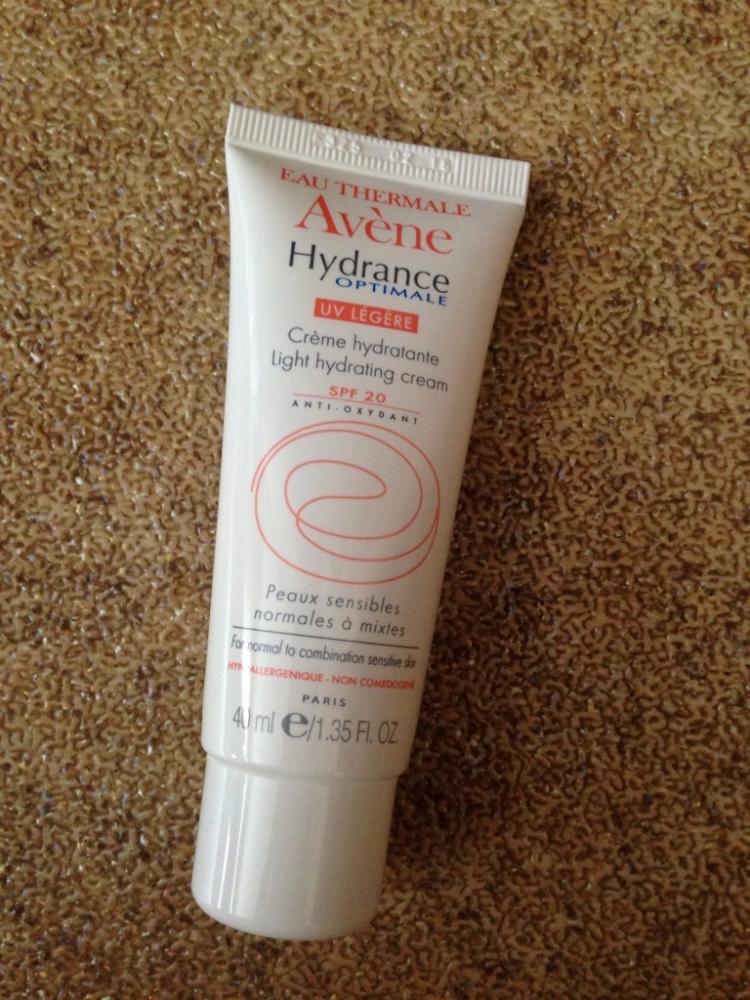 EAU THERMALE
Avène
Hydrance
OPTIMALE
UV LÉGÈRE
Crème hydratante
Light hydrating cream
SPF 20
ANTI-OXYDANT
Peaux sensibles
normales à mixtes
For normal to combination sensitive skin
HYPOALLERGENIQUE - NON COMEDOGENE
PARIS
40 ml e/1.35 Fl. OZ